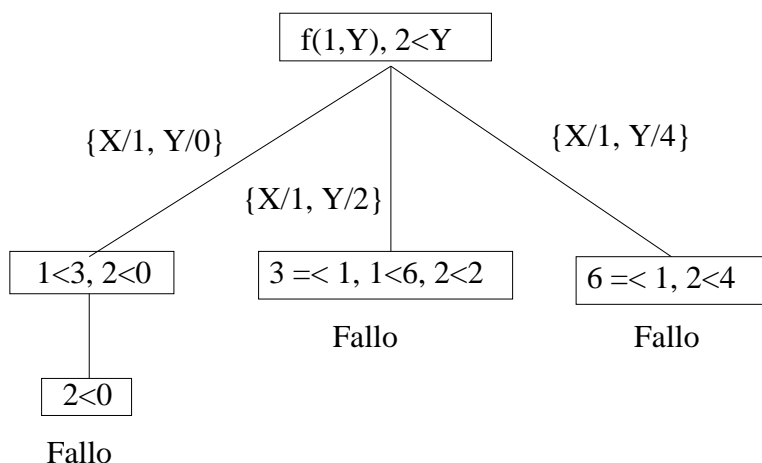 f(1,Y), 2<Y
{X/1, Y/0}
{X/1, Y/4}
{X/1, Y/2}
1<3, 2<0
3 =< 1, 1<6, 2<2
6 =< 1, 2<4
Fallo
Fallo
2<0
Fallo